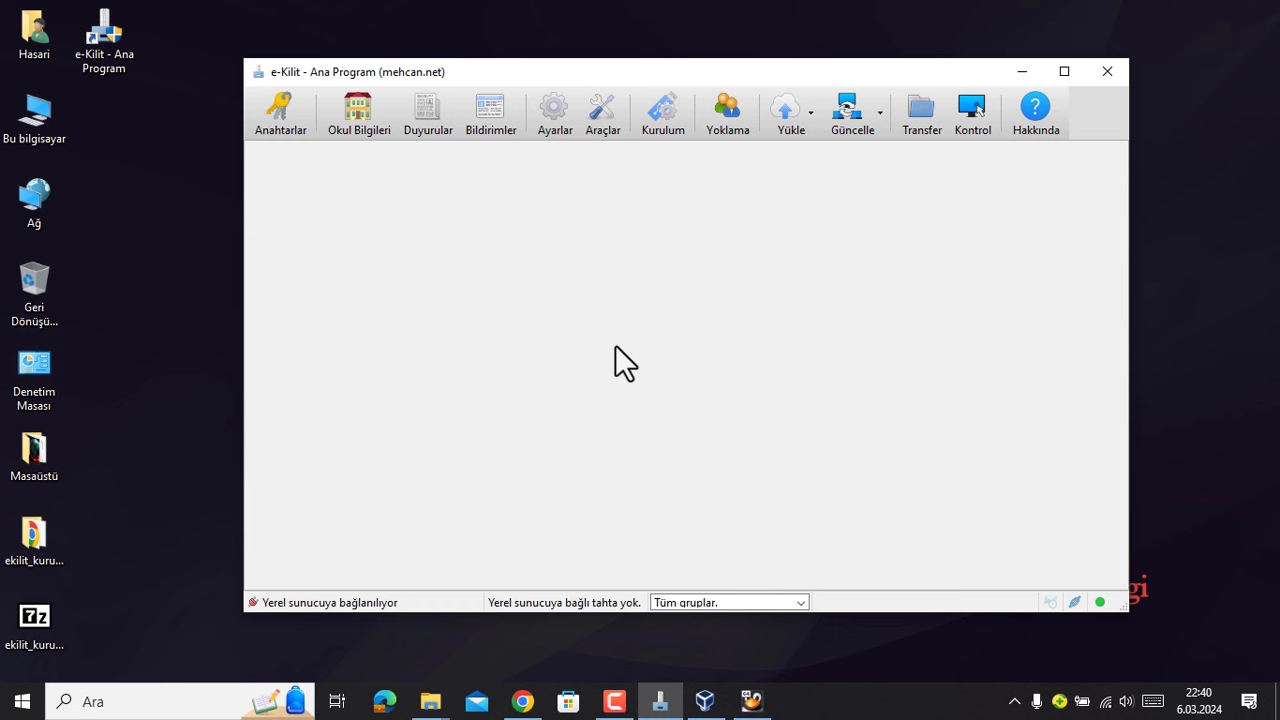 Hasari
e-Kilit - Ana
Program
Bu bilgisayar
Ağ
Geri
Dönüşü...
Denetim
Masası
Masaüstü
ekilit_kuru...
7z
ekilit_kuru...
e-Kilit - Ana Program (mehcan.net)
Anahtarlar
Okul Bilgileri
Duyurular
Bildirimler
Ayarlar
Araçlar
Kurulum
Yoklama
Yükle
Güncelle
Transfer
Kontrol
Hakkında
Yerel sunucuya bağlanılıyor
Yerel sunucuya bağlı tahta yok.
Tüm gruplar.
gi
Ara
22:40
6.03.2024